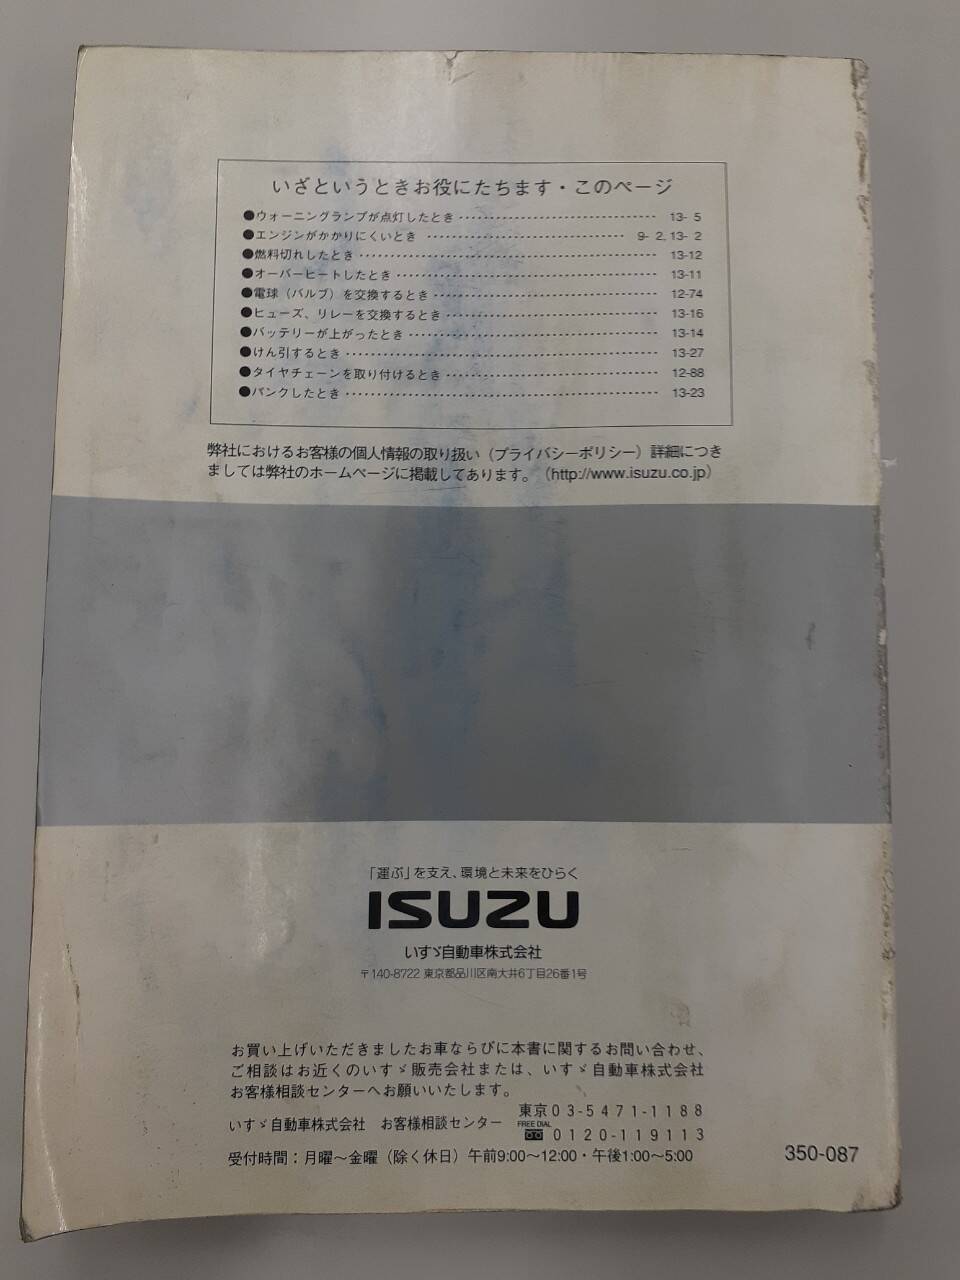 いざというときお役にたちます・このページ
●ウォーニングランプが点灯したとき 13- 5
●エンジンがかかりにくいとき 9- 2, 13- 2
●燃料切れしたとき 13-12
●オーバーヒートしたとき 13-11
●電球（バルブ）を交換するとき 12-74
●ヒューズ、リレーを交換するとき 13-16
●バッテリーが上がったとき 13-14
●けん引するとき 13-27
●タイヤチェーンを取り付けるとき 12-88
●パンクしたとき 13-23
弊社におけるお客様の個人情報の取り扱い（プライバシーポリシー）詳細につき
ましては弊社のホームページに掲載してあります。（http://www.isuzu.co.jp）
「運ぶ」を支え、環境と未来をひらく
ISUZU
いすゞ自動車株式会社
〒140-8722 東京都品川区南大井6丁目26番1号
お買い上げいただきましたお車ならびに本書に関するお問い合わせ、
ご相談はお近くのいすゞ販売会社または、いすゞ自動車株式会社
お客様相談センターへお願いいたします。
いすゞ自動車株式会社 お客様相談センター 東京03-5471-1188
FREE DIAL 0120-119113
受付時間：月曜～金曜（除く休日）午前9:00～12:00・午後1:00～5:00
350-087